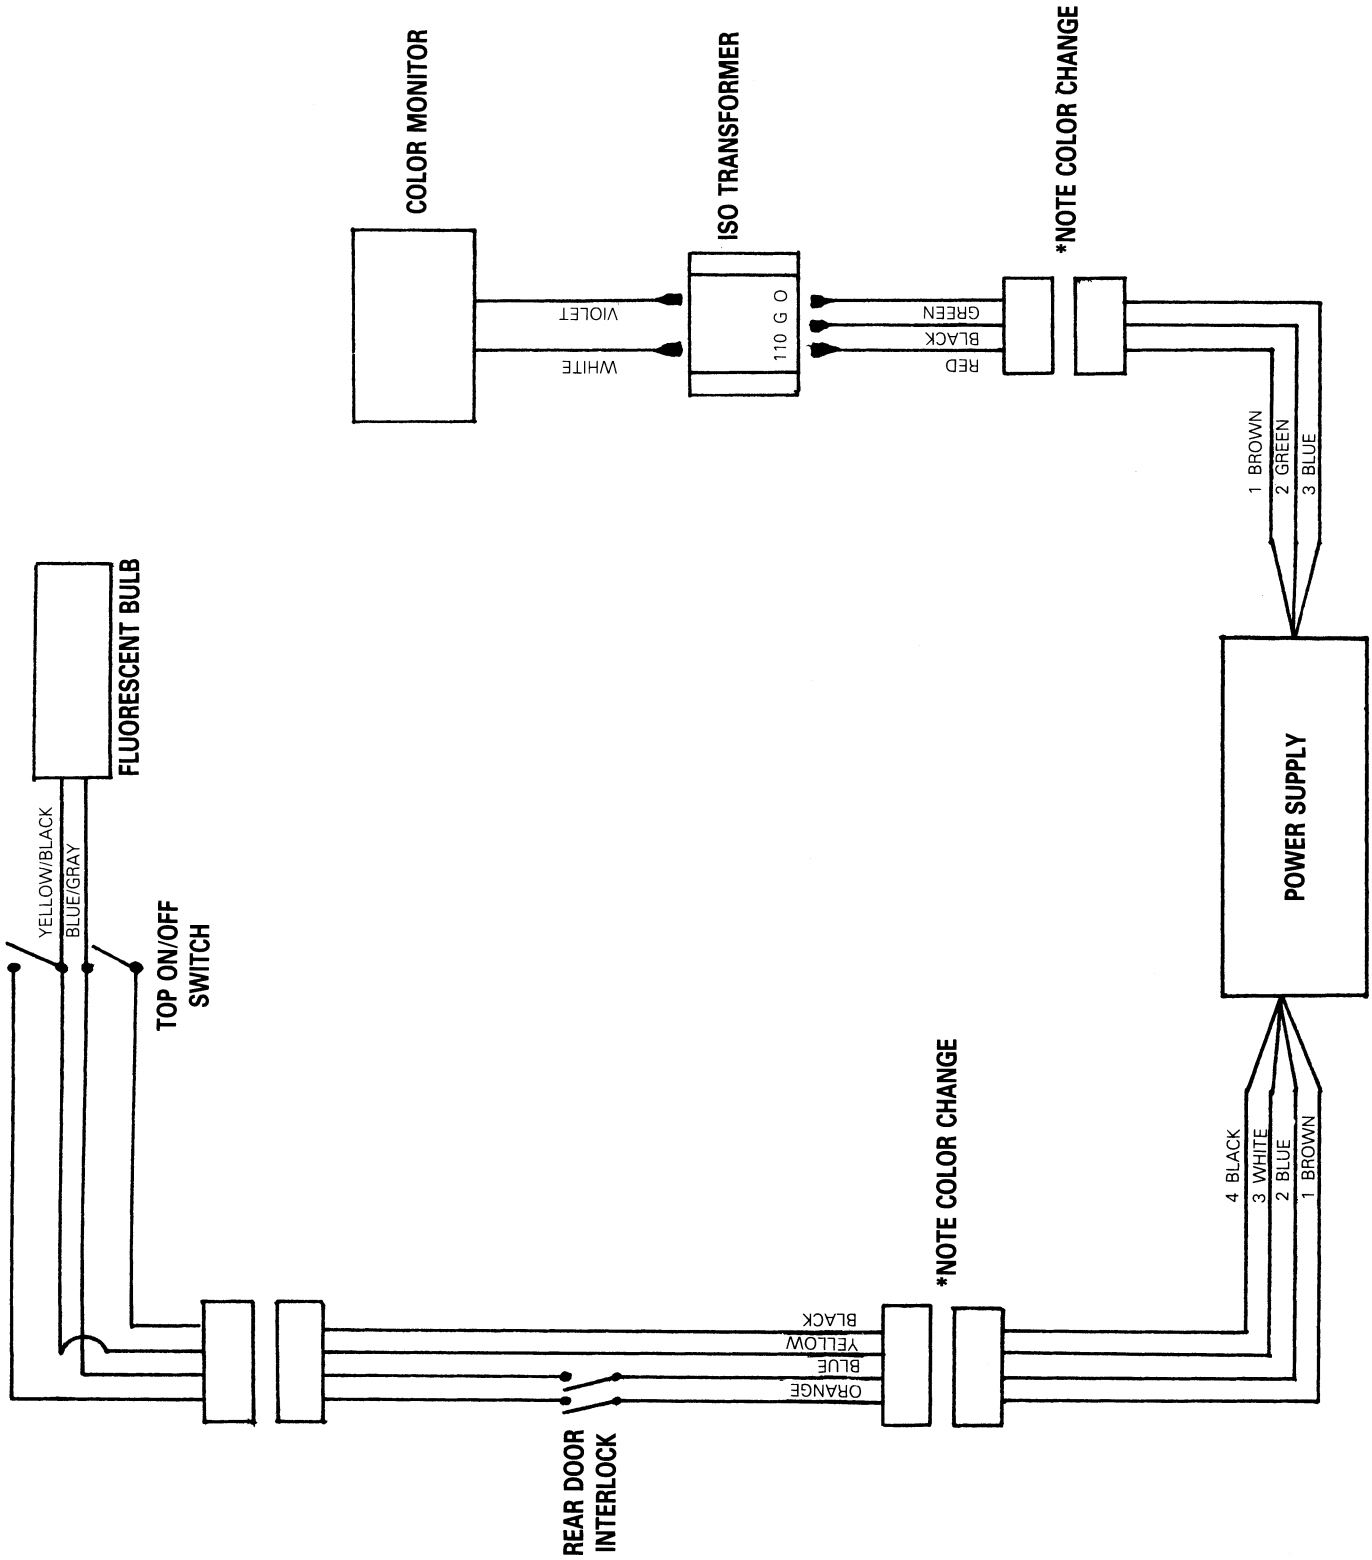 COLOR MONITOR
VIOLET
WHITE
ISO TRANSFORMER
110 G O
GREEN
BLACK
RED
*NOTE COLOR CHANGE
1 BROWN
2 GREEN
3 BLUE
FLUORESCENT BULB
YELLOW/BLACK
BLUE/GRAY
TOP ON/OFF
SWITCH
POWER SUPPLY
4 BLACK
3 WHITE
2 BLUE
1 BROWN
*NOTE COLOR CHANGE
BLACK
YELLOW
BLUE
ORANGE
REAR DOOR
INTERLOCK